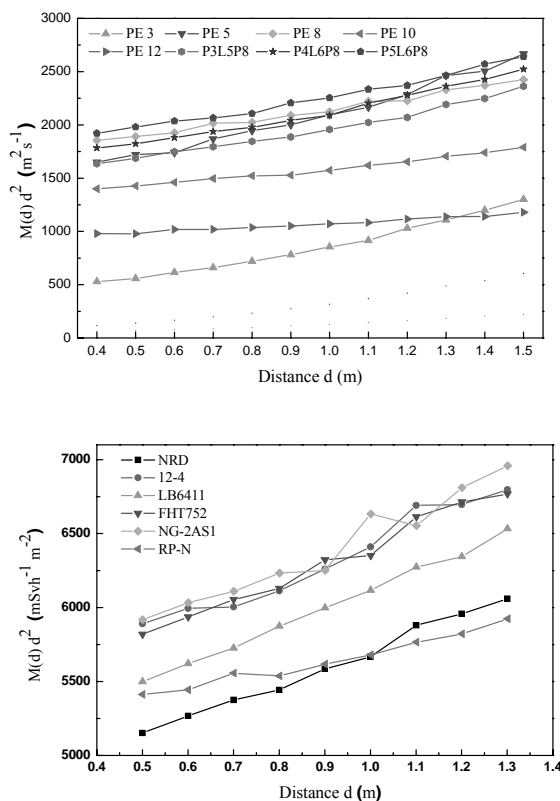 3000
PE 3 PE 5 PE 8 PE 10
PE 12 P3L5P8 P4L6P8 P5L6P8
2500
2000
1500
1000
500
0
M(d) d² (m² s⁻¹)
0.4 0.5 0.6 0.7 0.8 0.9 1.0 1.1 1.2 1.3 1.4 1.5
Distance d (m)
7000
6500
6000
5500
5000
NRD
12-4
LB6411
FHT752
NG-2AS1
RP-N
M(d) d² (mSvh⁻¹ m⁻²)
0.4 0.5 0.6 0.7 0.8 0.9 1.0 1.1 1.2 1.3 1.4
Distance d (m)